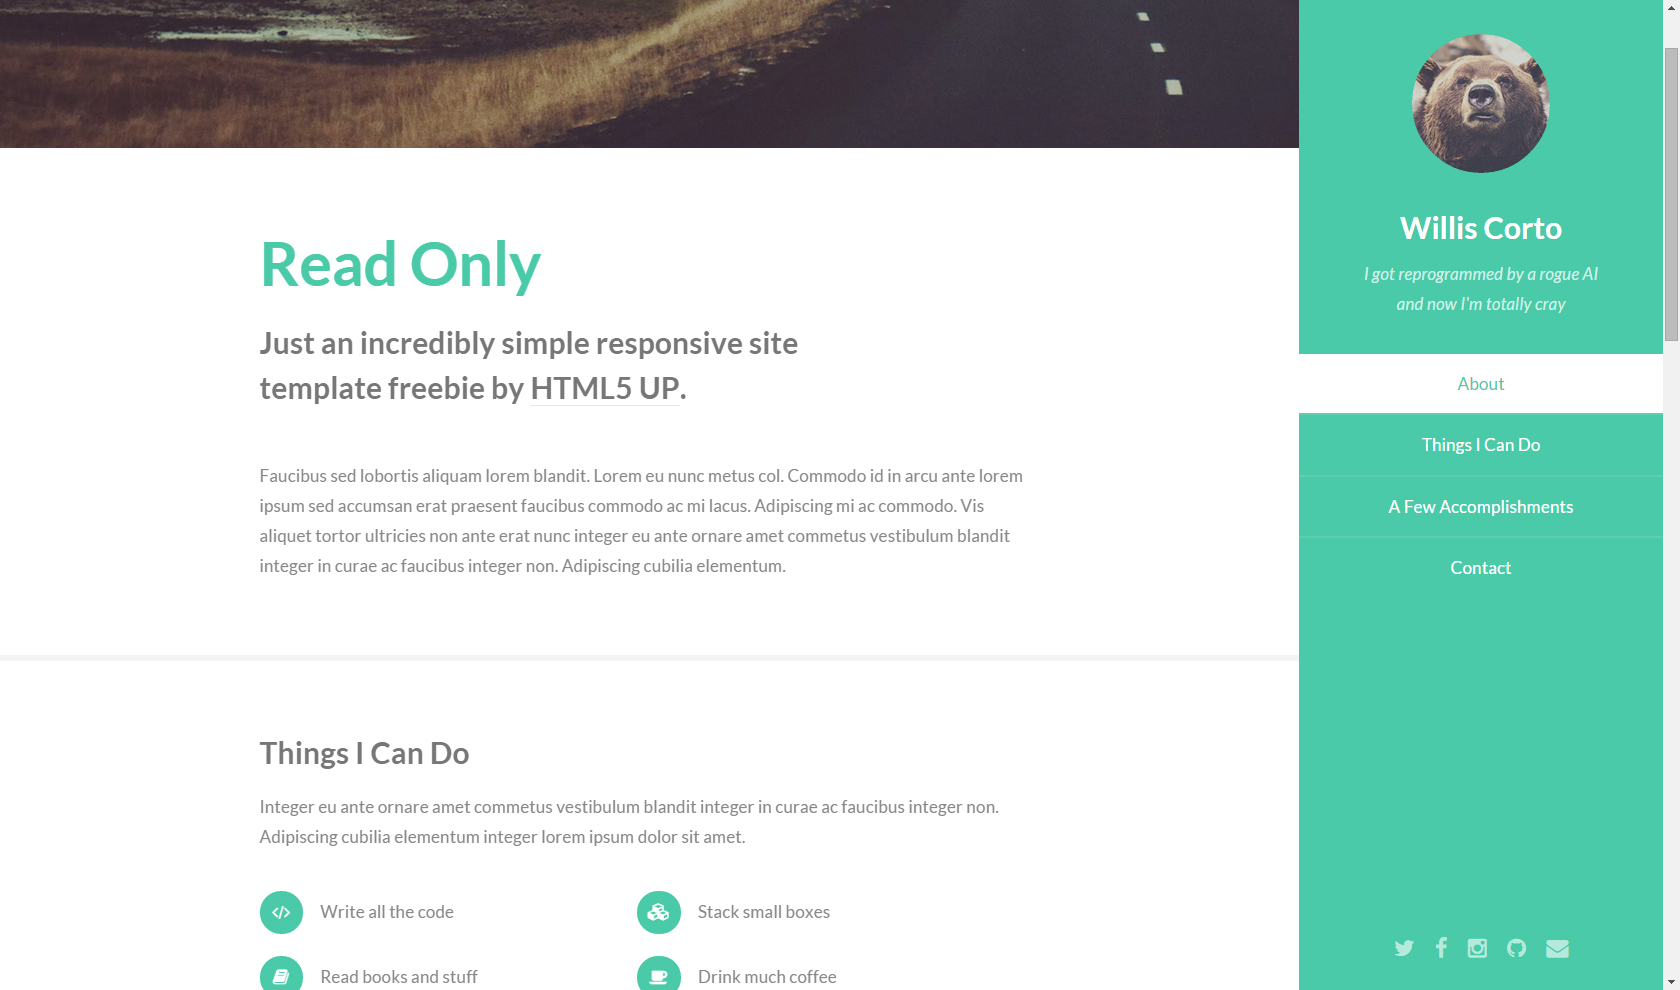 Read Only
Just an incredibly simple responsive site
template freebie by HTML5 UP.
Faucibus sed lobortis aliquam lorem blandit. Lorem eu nunc metus col. Commodo id in arcu ante lorem
ipsum sed accumsan erat praesent faucibus commodo ac mi lacus. Adipiscing mi ac commodo. Vis
aliquet tortor ultricies non ante erat nunc integer eu ante ornare amet commetus vestibulum blandit
integer in curae ac faucibus integer non. Adipiscing cubilia elementum.
Things I Can Do
Integer eu ante ornare amet commetus vestibulum blandit integer in curae ac faucibus integer non.
Adipiscing cubilia elementum integer lorem ipsum dolor sit amet.
Write all the code
Stack small boxes
Read books and stuff
Drink much coffee
Willis Corto
I got reprogrammed by a rogue AI
and now I'm totally cray
About
Things I Can Do
A Few Accomplishments
Contact